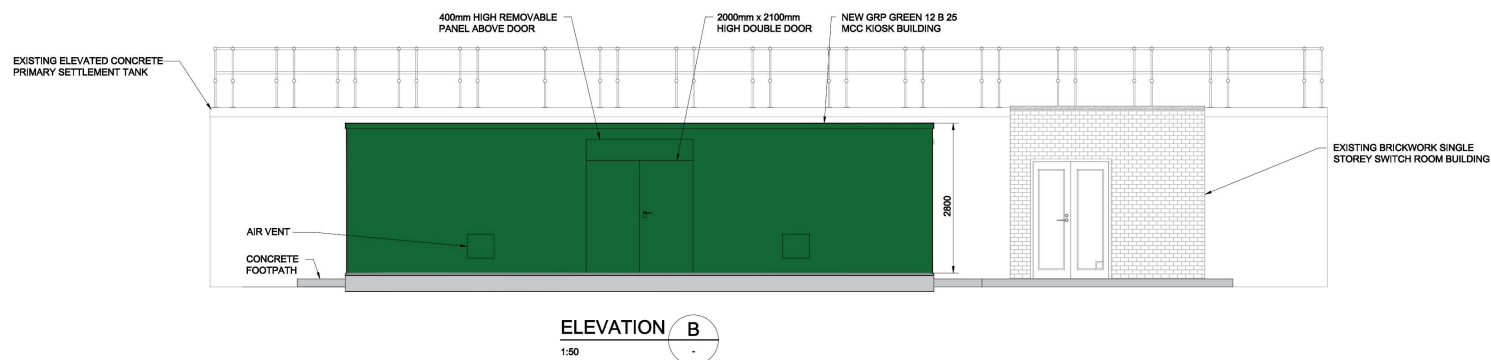 400mm HIGH REMOVABLE
PANEL ABOVE DOOR
2000mm x 2100mm
HIGH DOUBLE DOOR
NEW GRP GREEN 12 B 25
MCC KIOSK BUILDING
EXISTING ELEVATED CONCRETE
PRIMARY SETTLEMENT TANK
EXISTING BRICKWORK SINGLE
STOREY SWITCH ROOM BUILDING
2800
AIR VENT
CONCRETE
FOOTPATH
ELEVATION B
1:50 -